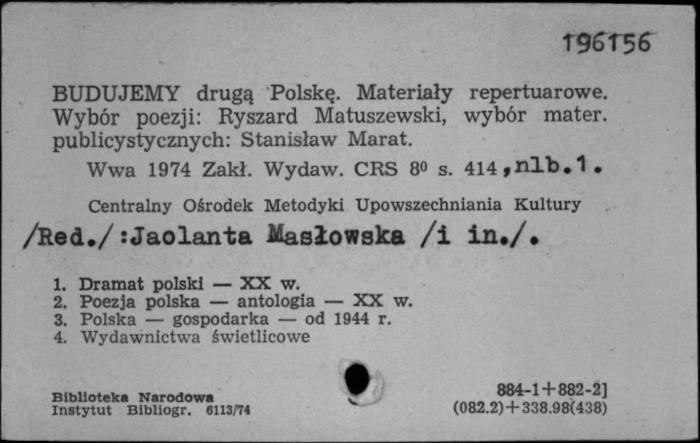 196156
BUDUJEMY drugą Polskę. Materiały repertuarowe.
Wybór poezji: Ryszard Matuszewski, wybór mater.
publicystycznych: Stanisław Marat.
Wwa 1974 Zakł. Wydaw. CRS 8⁰ s. 414,nlb.1.
Centralny Ośrodek Metodyki Upowszechniania Kultury
/Red./:Jaolanta Masłowska /i in./.
1. Dramat polski — XX w.
2. Poezja polska — antologia — XX w.
3. Polska — gospodarka — od 1944 r.
4. Wydawnictwa świetlicowe
Biblioteka Narodowa
Instytut Bibliogr. 6113/74
884-1+882-2]
(082.2)+338.98(438)